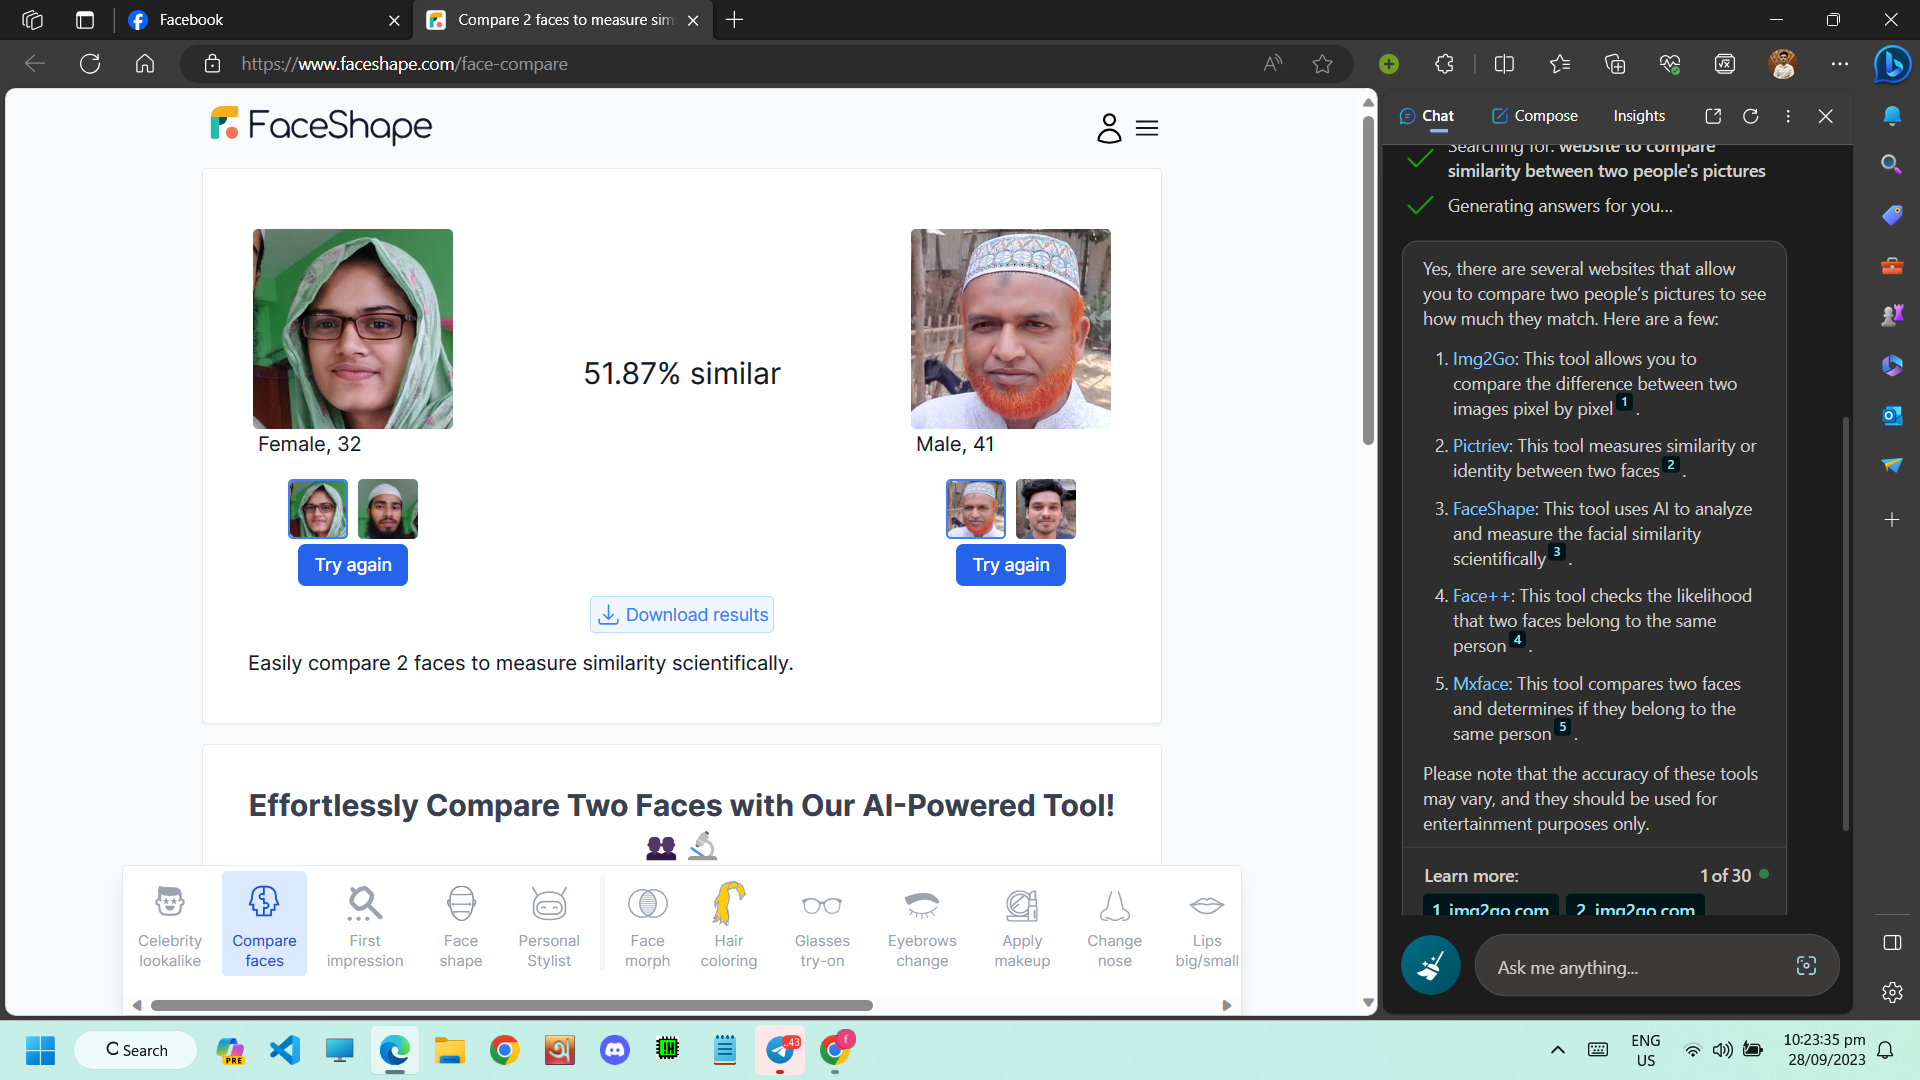 Facebook
Compare 2 faces to measure sim
https://www.faceshape.com/face-compare
FaceShape
51.87% similar
Female, 32
Male, 41
Try again
Try again
Download results
Easily compare 2 faces to measure similarity scientifically.
Effortlessly Compare Two Faces with Our AI-Powered Tool!
Celebrity lookalike
Compare faces
First impression
Face shape
Personal Stylist
Face morph
Hair coloring
Glasses try-on
Eyebrows change
Apply makeup
Change nose
Lips big/small
Chat
Compose
Insights
Searching for: website to compare
similarity between two people's pictures
Generating answers for you...
Yes, there are several websites that allow
you to compare two people's pictures to see
how much they match. Here are a few:
1. Img2Go: This tool allows you to
compare the difference between two
images pixel by pixel 1 .
2. Pictriev: This tool measures similarity or
identity between two faces 2 .
3. FaceShape: This tool uses AI to analyze
and measure the facial similarity
scientifically 3 .
4. Face++: This tool checks the likelihood
that two faces belong to the same
person 4 .
5. Mxface: This tool compares two faces
and determines if they belong to the
same person 5 .
Please note that the accuracy of these tools
may vary, and they should be used for
entertainment purposes only.
Learn more:
1 of 30
1. img2go.com
2. img2go.com
Ask me anything...
Search
PRE
43
ENG
US
10:23:35 pm
28/09/2023